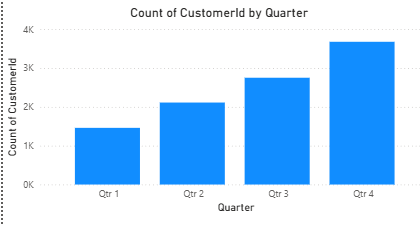 Count of CustomerId by Quarter
Count of CustomerId
4K
3K
2K
1K
0K
Qtr 1 Qtr 2 Qtr 3 Qtr 4
Quarter